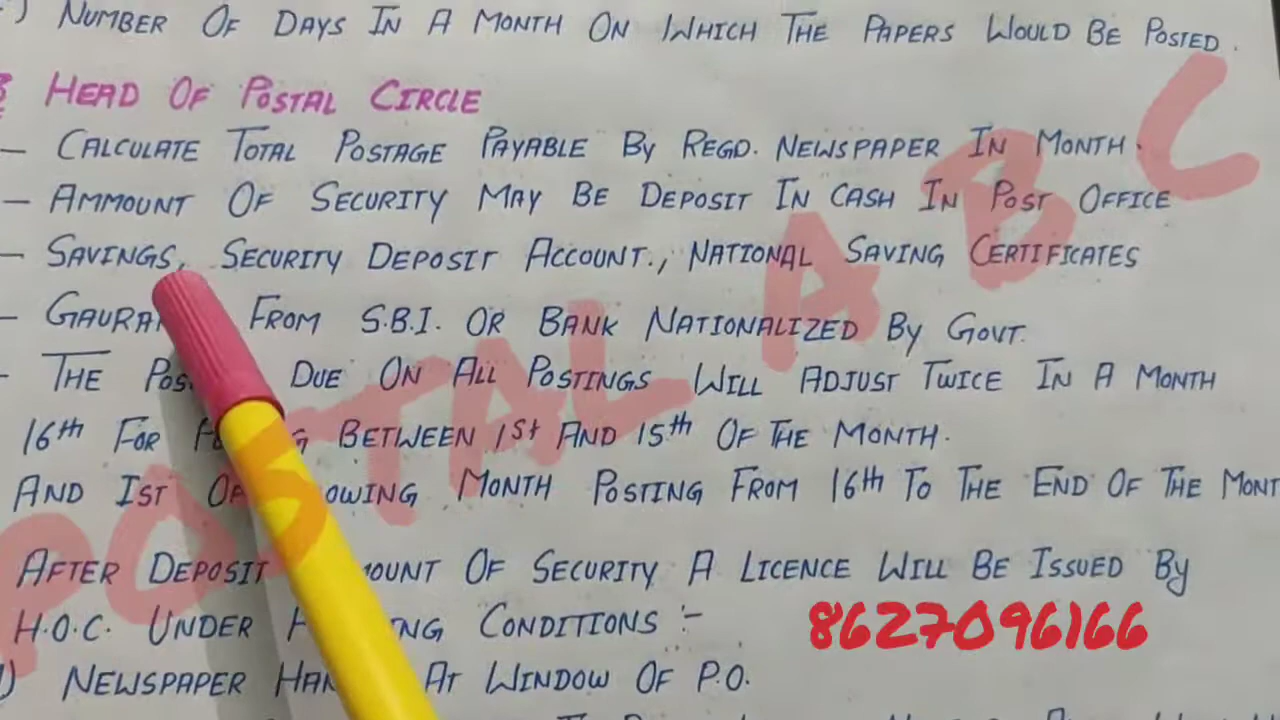 ) NUMBER OF DAYS IN A MONTH ON WHICH THE PAPERS WOULD BE POSTED.
HEAD OF POSTAL CIRCLE
- CALCULATE TOTAL POSTAGE PAYABLE BY REGD. NEWSPAPER IN MONTH.
- AMMOUNT OF SECURITY MAY BE DEPOSIT IN CASH IN POST OFFICE
- SAVINGS, SECURITY DEPOSIT ACCOUNT., NATIONAL SAVING CERTIFICATES
- FROM S.B.I. OR BANK NATIONALIZED BY GOVT.
- THE DUE ON ALL POSTINGS WILL ADJUST TWICE IN A MONTH
16th FOR BETWEEN 1St AND 15th OF THE MONTH.
AND IST MONTH POSTING FROM 16th TO THE END OF THE MONT
AFTER DEPOSIT OF SECURITY A LICENCE WILL BE ISSUED BY
H.O.C. UNDER CONDITIONS :-
8627096166
) NEWSPAPER AT WINDOW OF P.O.
POSTAL ABC